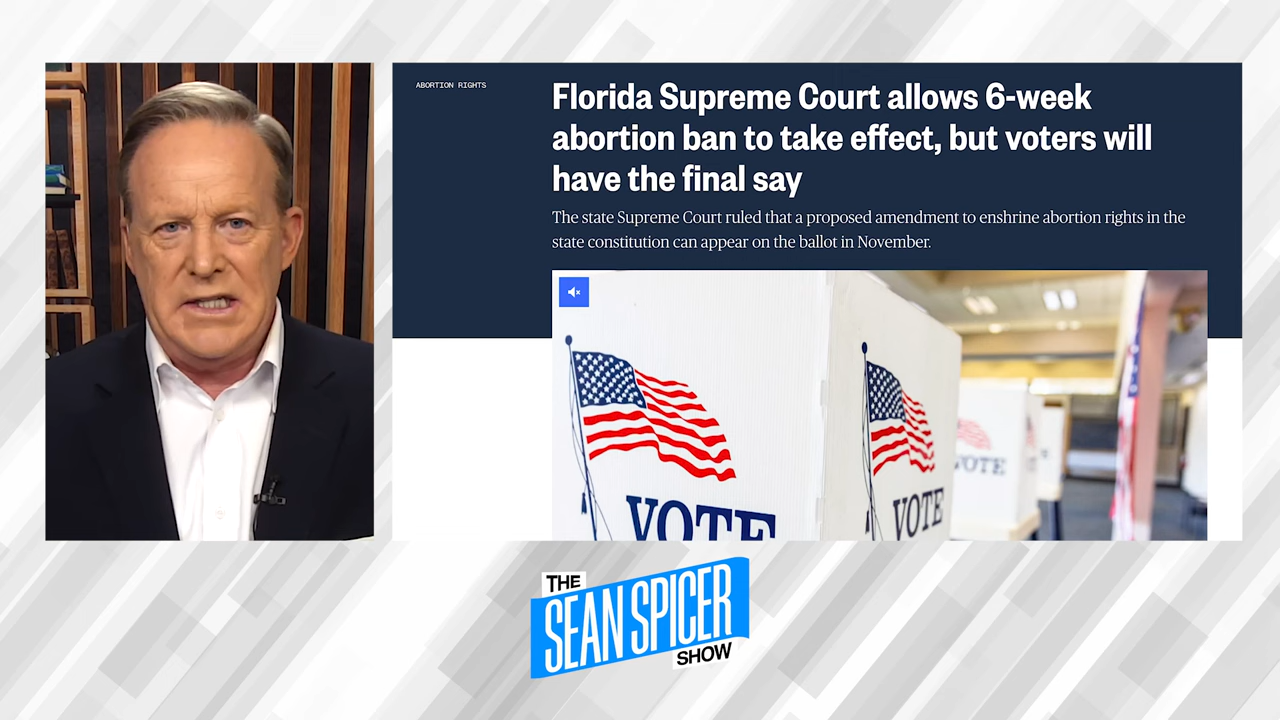 ABORTION RIGHTS
Florida Supreme Court allows 6-week
abortion ban to take effect, but voters will
have the final say
The state Supreme Court ruled that a proposed amendment to enshrine abortion rights in the
state constitution can appear on the ballot in November.
VOTE
VOTE
VOTE
THE
SEAN SPICER
SHOW